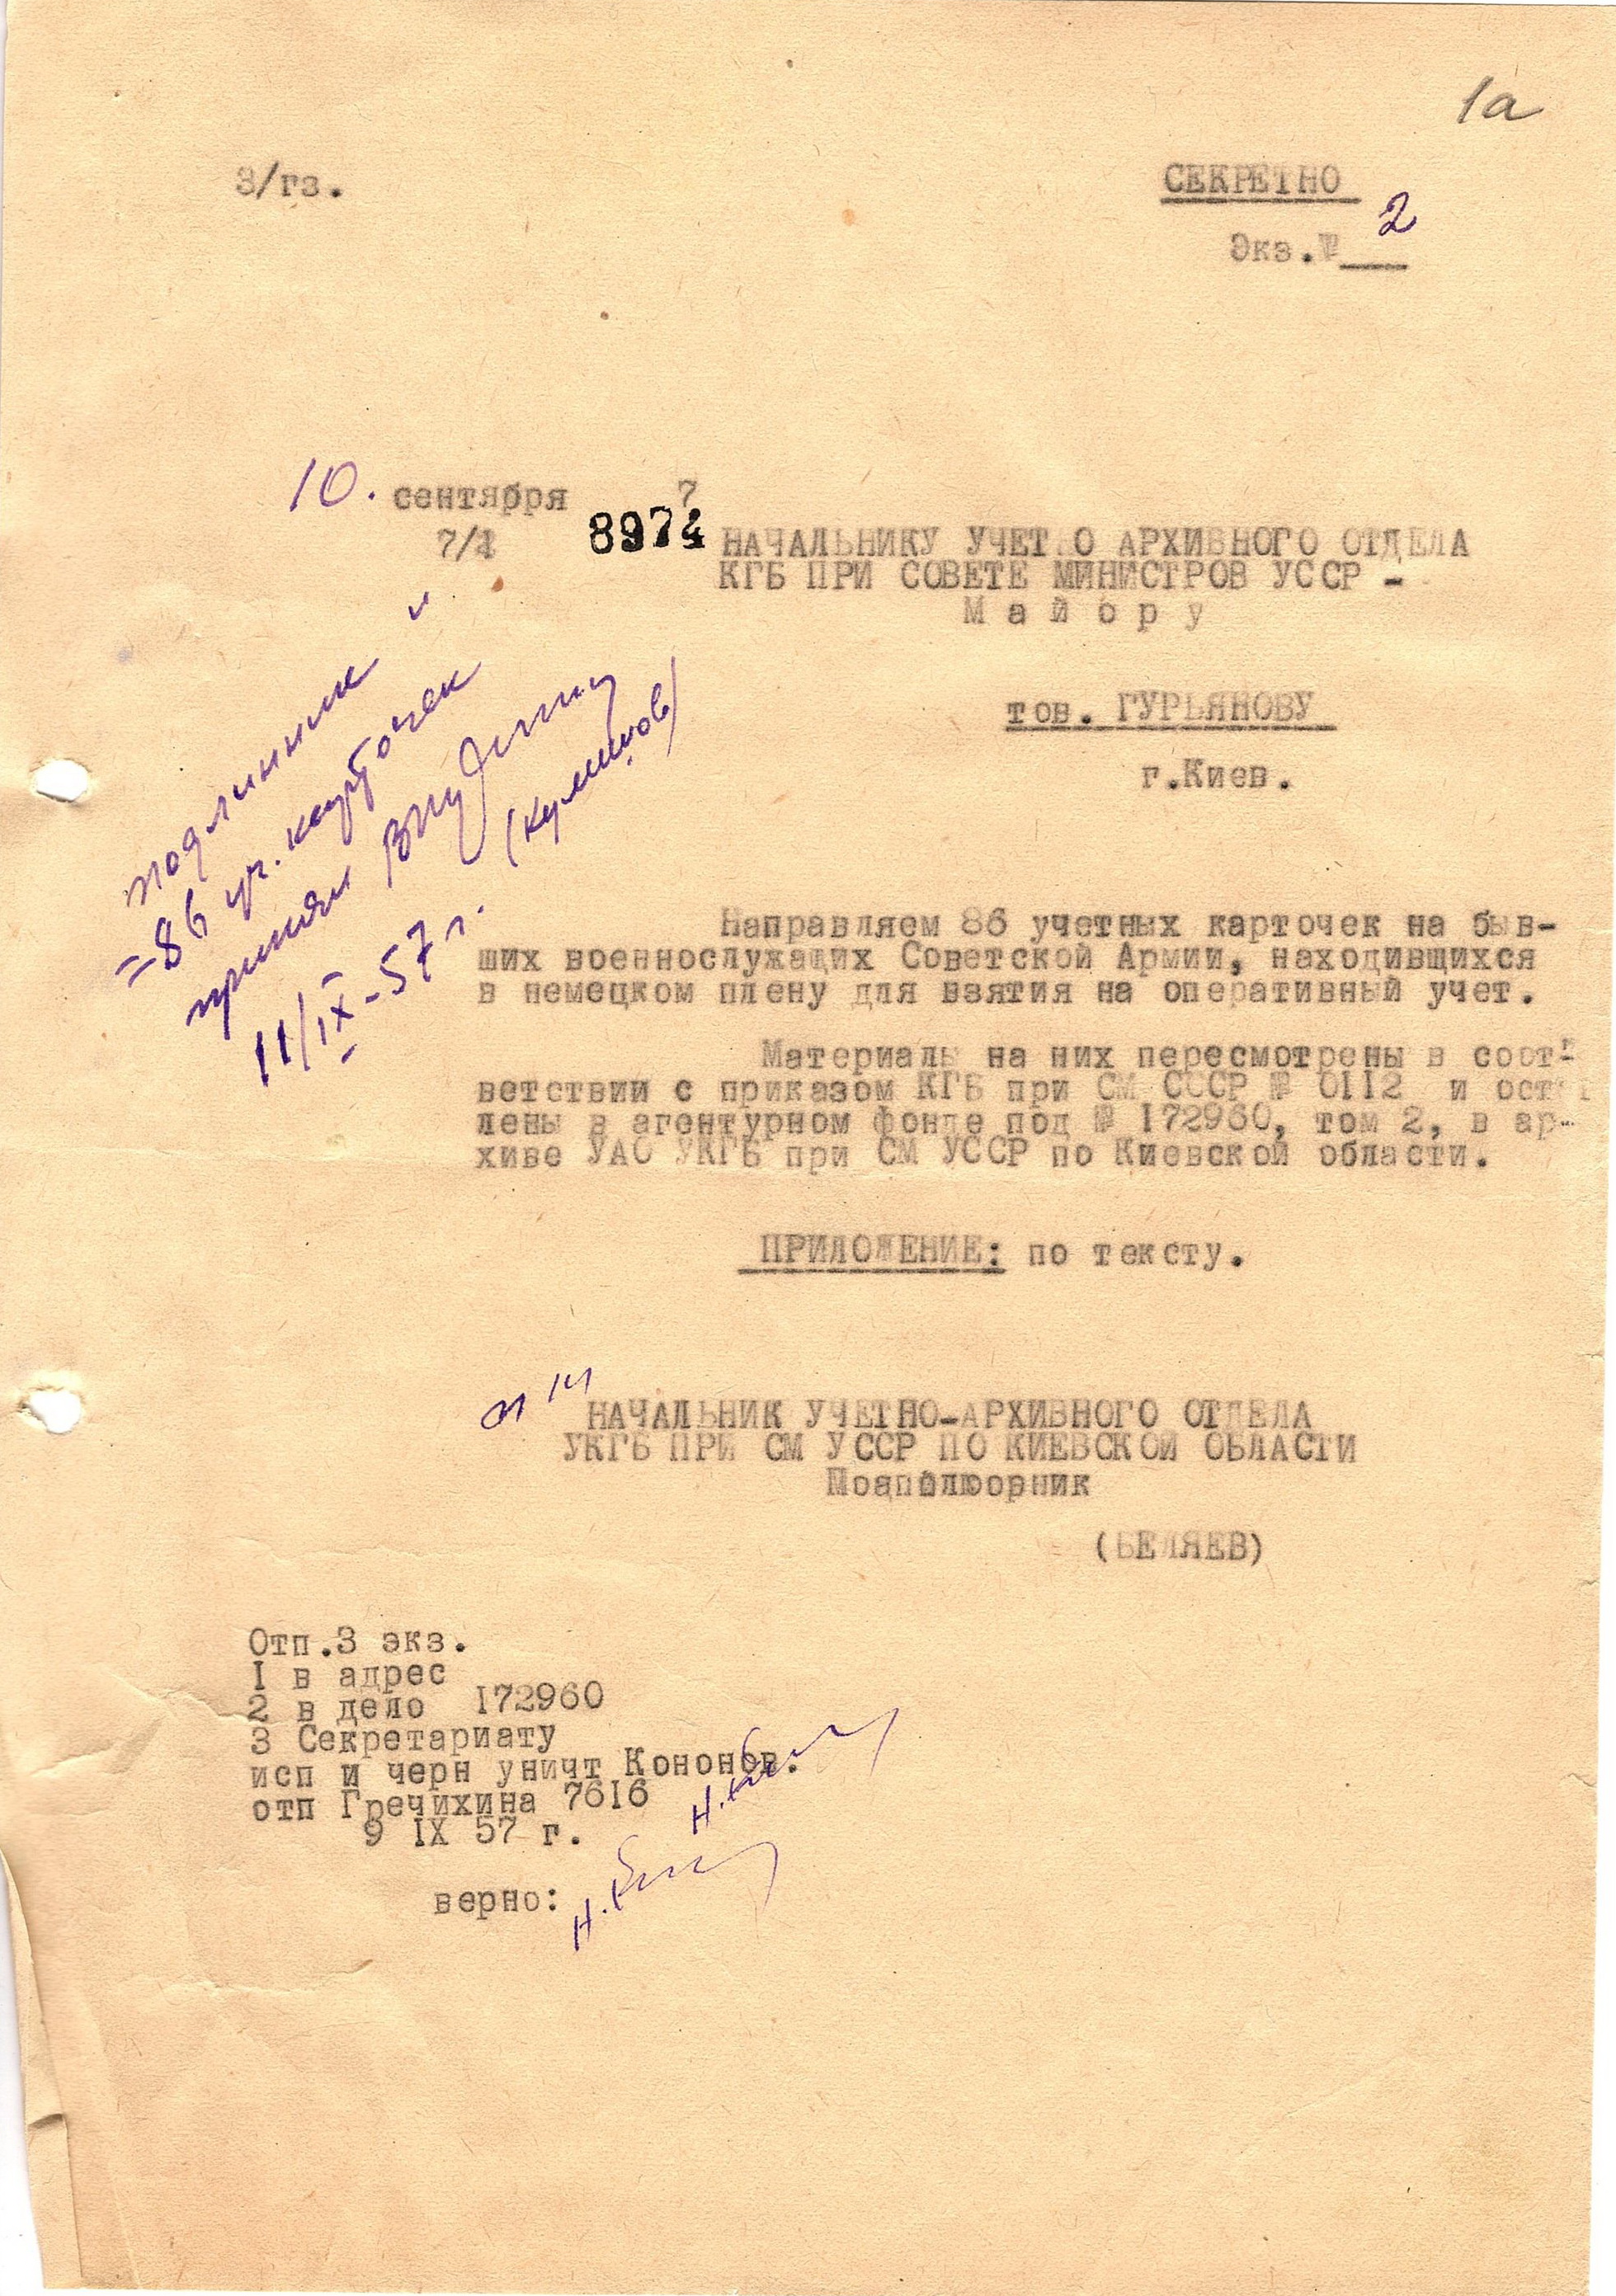 1а
3/гз.
СЕКРЕТНО
Экз.№ 2
10. сентября 7
7/1 8974
НАЧАЛЬНИКУ УЧЕТНО АРХИВНОГО ОТДЕЛА
КГБ ПРИ СОВЕТЕ МИНИСТРОВ УССР -
М а й о р у
тов. ГУРЬЯНОВУ
г.Киев.
подлинник и
=86 уч. карточек
принял
11/IX-57 г.
Направляем 86 учетных карточек на быв-
ших военнослужащих Советской Армии, находившихся
в немецком плену для взятия на оперативный учет.
Материалы на них пересмотрены в соот-
ветствии с приказом КГБ при СМ СССР № 0112 и остав
лены в агентурном фонде под № 172960, том 2, в ар-
хиве УАО УКГБ при СМ УССР по Киевской области.
ПРИЛОЖЕНИЕ: по тексту.
НАЧАЛЬНИК УЧЕТНО-АРХИВНОГО ОТДЕЛА
УКГБ ПРИ СМ УССР ПО КИЕВСКОЙ ОБЛАСТИ
(БЕЛЯЕВ)
Отп.3 экз.
1 в адрес
2 в дело 172960
3 Секретариату
исп и черн уничт Кононов.
отп Гречихина 7616
9 IX 57 г.
верно: